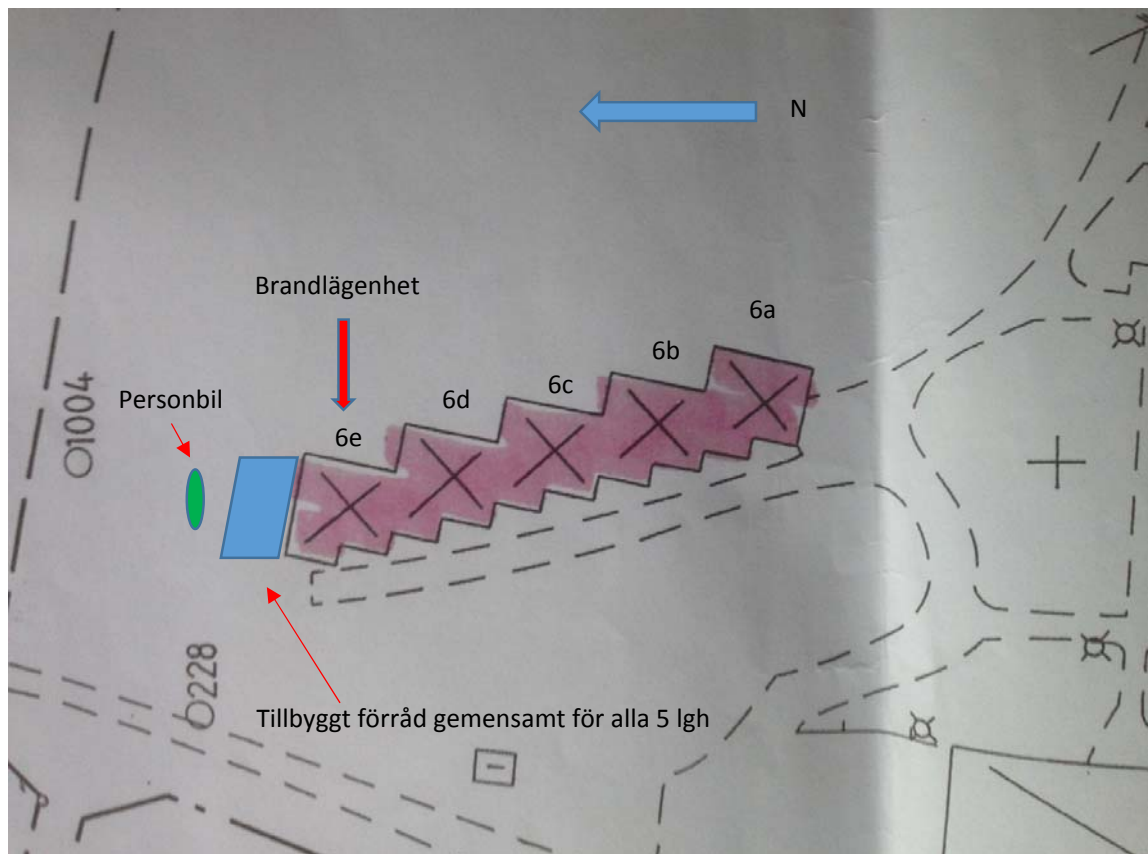 N
Brandlägenhet
6a
6b
6c
6d
6e
Personbil
O1004
O228
Tillbyggt förråd gemensamt för alla 5 lgh